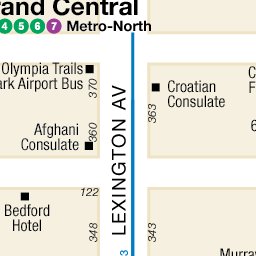 rand Central
4 5 6 7 Metro-North
Olympia Trails
ark Airport Bus
370
Croatian
Consulate
363
C
F
6
Afghani
Consulate
360
LEXINGTON AV
122
Bedford
Hotel
348
343
3
Murray